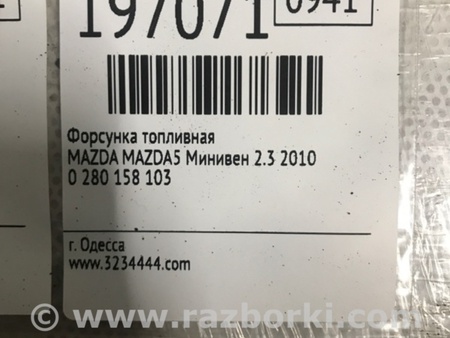 197071
0941
Форсунка топливная
MAZDA MAZDA5 Минивен 2.3 2010
0 280 158 103
г. Одесса
www.3234444.com
© www.razborki.com